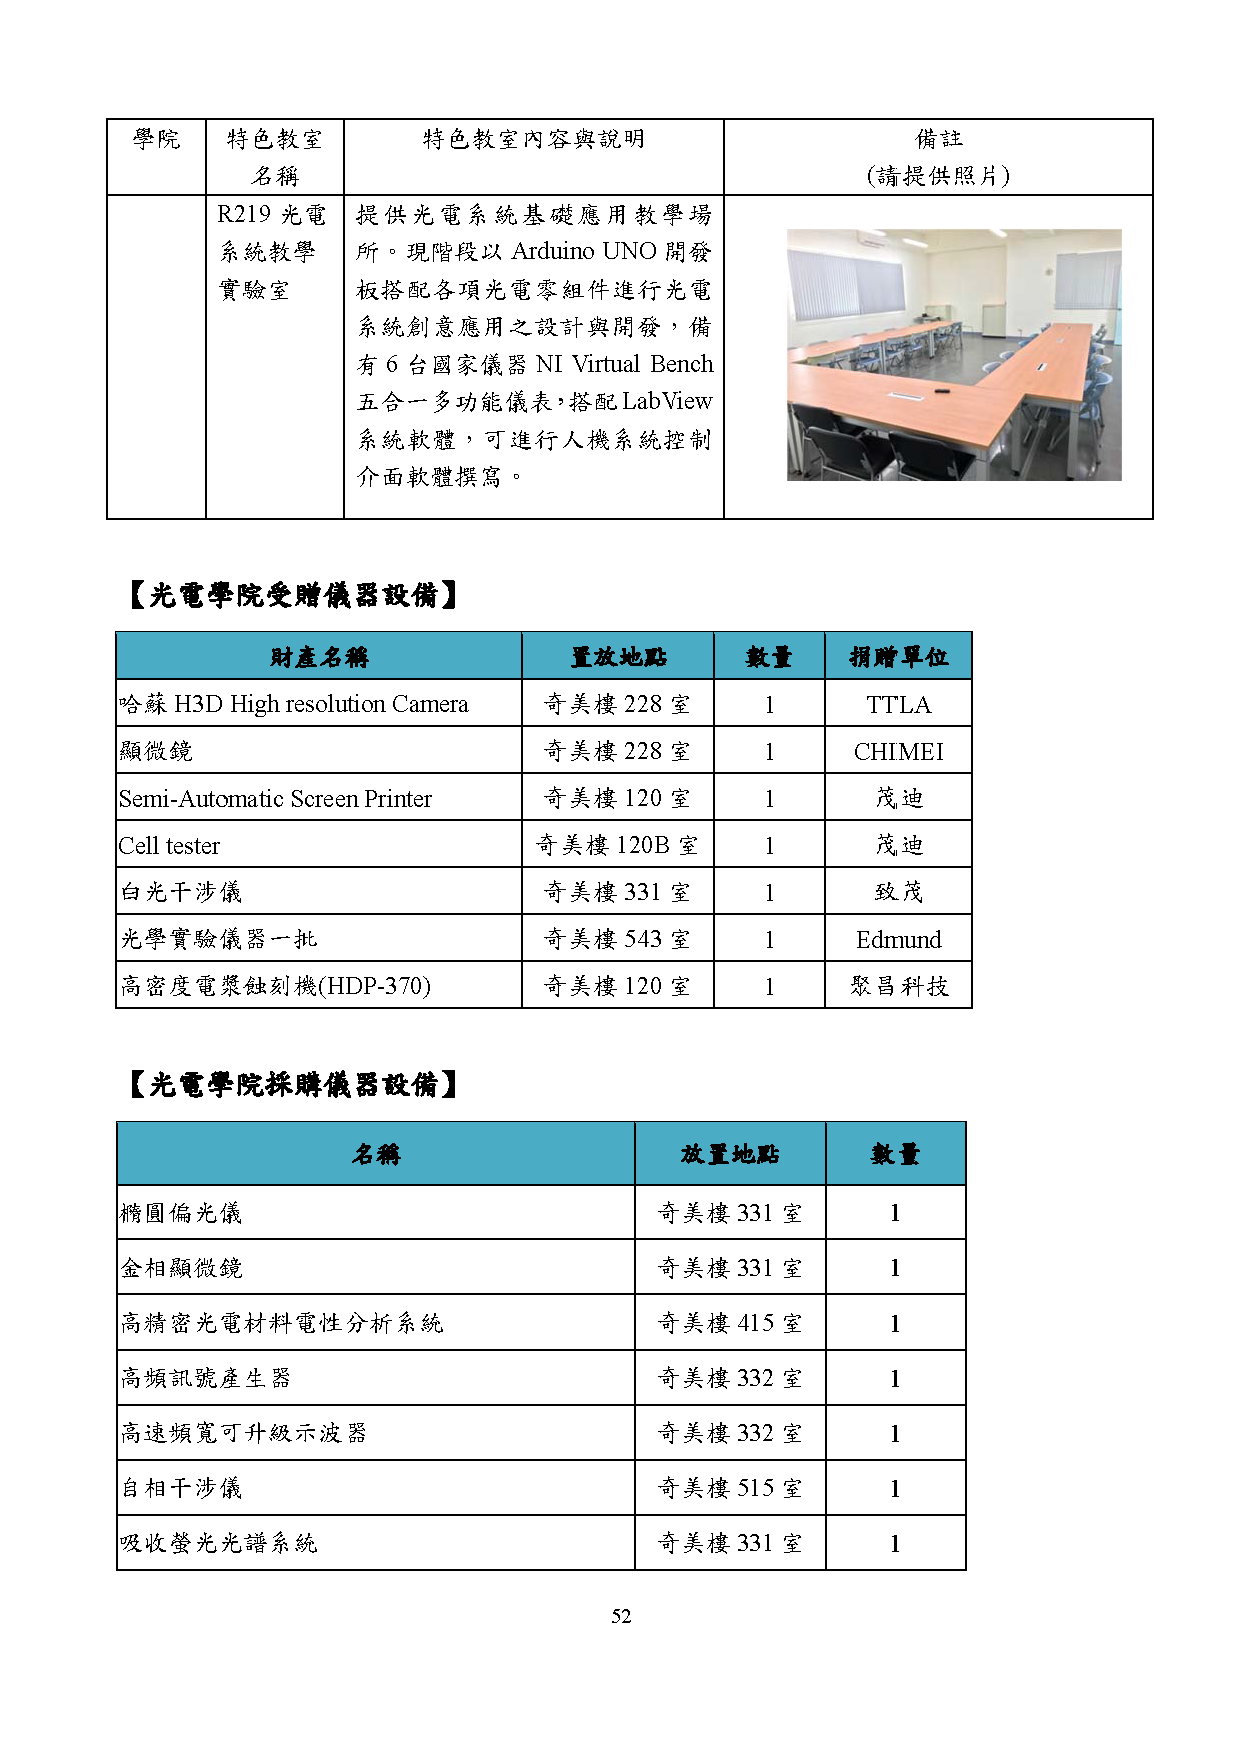 學院 特色教室 特色教室內容與說明 備註
名稱 (請提供照片)
R219 光電 提供光電系統基礎應用教學場
系統教學 所。現階段以 Arduino UNO 開發
實驗室 板搭配各項光電零組件進行光電
系統創意應用之設計與開發，備
有 6 台國家儀器 NI Virtual Bench
五合一多功能儀表，搭配 LabView
系統軟體，可進行人機系統控制
介面軟體撰寫。
【光電學院受贈儀器設備】
財產名稱 置放地點 數量 捐贈單位
哈蘇 H3D High resolution Camera 奇美樓 228 室 1 TTLA
顯微鏡 奇美樓 228 室 1 CHIMEI
Semi-Automatic Screen Printer 奇美樓 120 室 1 茂迪
Cell tester 奇美樓 120B 室 1 茂迪
白光干涉儀 奇美樓 331 室 1 致茂
光學實驗儀器一批 奇美樓 543 室 1 Edmund
高密度電漿蝕刻機(HDP-370) 奇美樓 120 室 1 聚昌科技
【光電學院採購儀器設備】
名稱 放置地點 數量
橢圓偏光儀 奇美樓 331 室 1
金相顯微鏡 奇美樓 331 室 1
高精密光電材料電性分析系統 奇美樓 415 室 1
高頻訊號產生器 奇美樓 332 室 1
高速頻寬可升級示波器 奇美樓 332 室 1
自相干涉儀 奇美樓 515 室 1
吸收螢光光譜系統 奇美樓 331 室 1
52